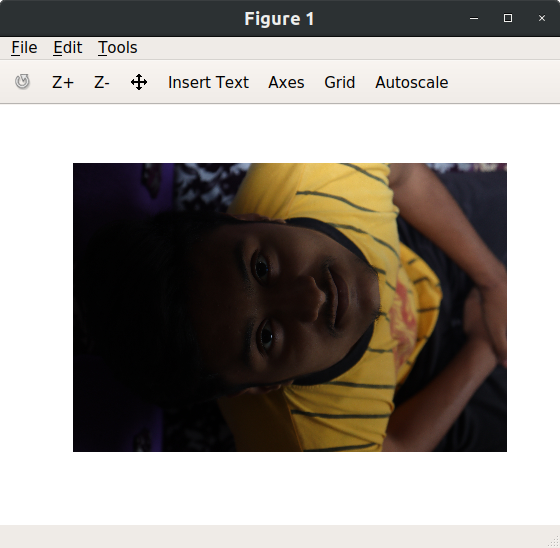 Figure 1
File Edit Tools
Z+ Z- Insert Text Axes Grid Autoscale